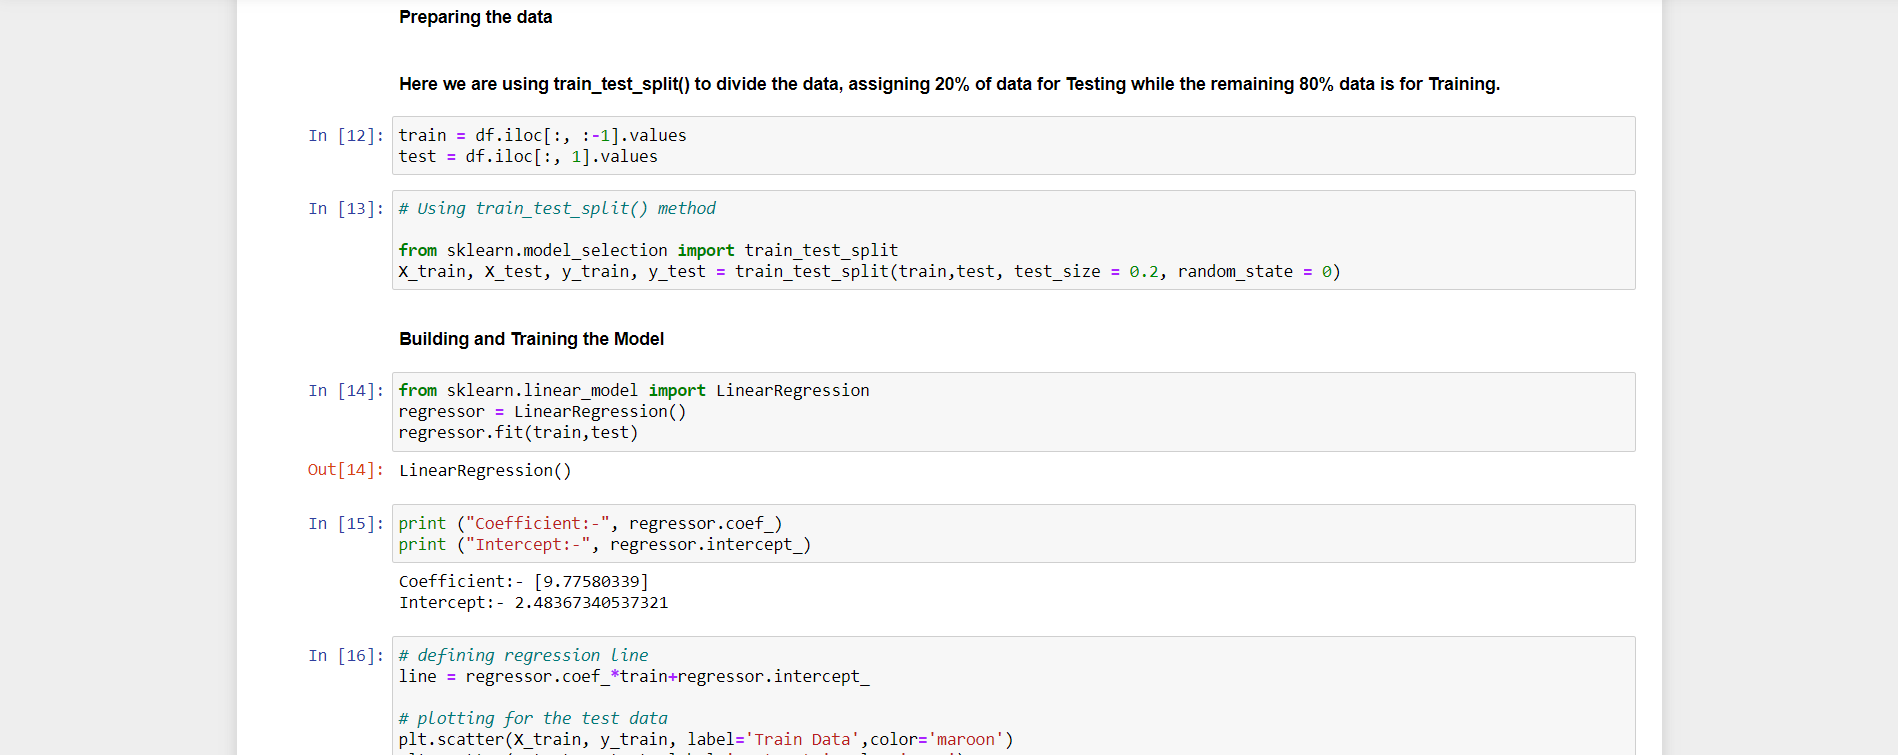 Preparing the data
Here we are using train_test_split() to divide the data, assigning 20% of data for Testing while the remaining 80% data is for Training.
In [12]: train = df.iloc[:, :-1].values
test = df.iloc[:, 1].values
In [13]: # Using train_test_split() method
from sklearn.model_selection import train_test_split
X_train, X_test, y_train, y_test = train_test_split(train,test, test_size = 0.2, random_state = 0)
Building and Training the Model
In [14]: from sklearn.linear_model import LinearRegression
regressor = LinearRegression()
regressor.fit(train,test)
Out[14]: LinearRegression()
In [15]: print ("Coefficient:-", regressor.coef_)
print ("Intercept:-", regressor.intercept_)
Coefficient:- [9.77580339]
Intercept:- 2.48367340537321
In [16]: # defining regression line
line = regressor.coef_*train+regressor.intercept_
# plotting for the test data
plt.scatter(X_train, y_train, label='Train Data',color='maroon')